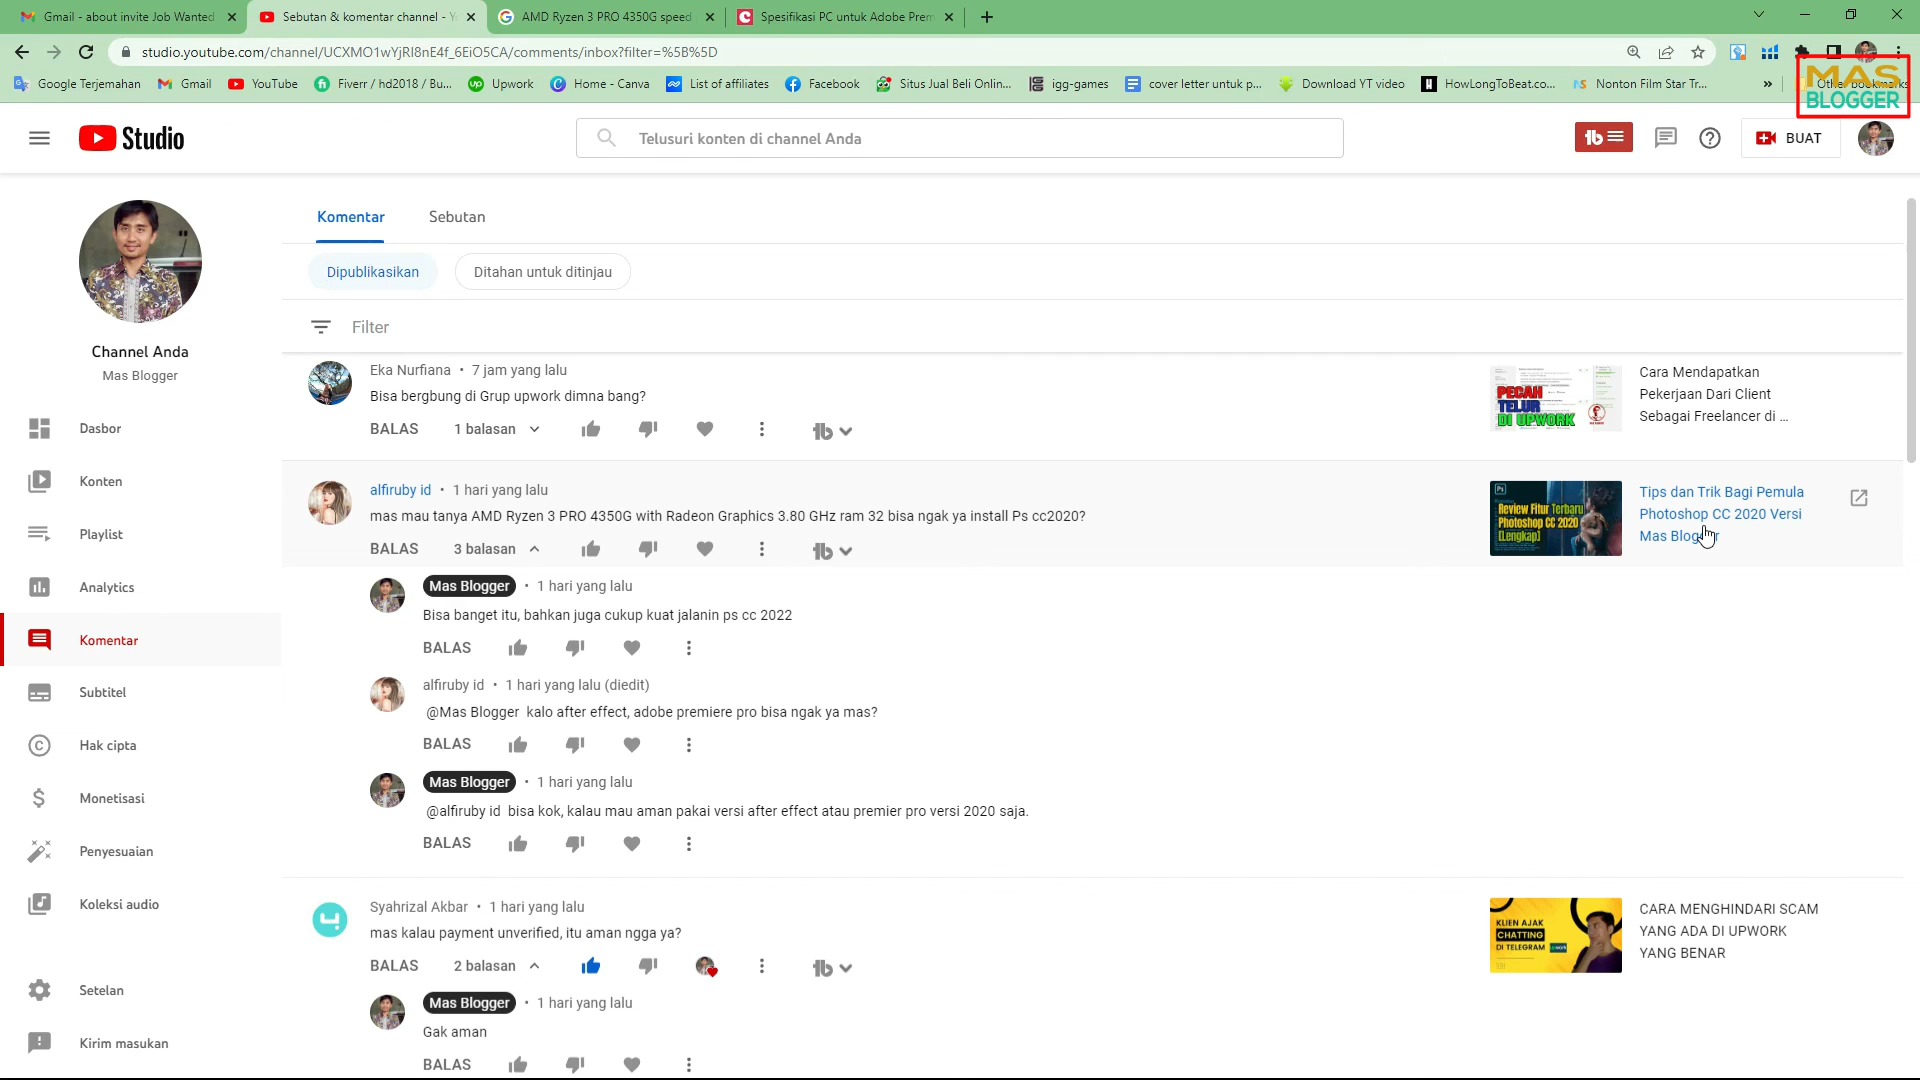 Gmail - about invite Job Wanted
Sebutan & komentar channel - Y
AMD Ryzen 3 PRO 4350G speed
Spesifikasi PC untuk Adobe Prem
studio.youtube.com/channel/UCXMO1wYjRI8nE4f_6EiO5CA/comments/inbox?filter=%5B%5D
Google Terjemahan
Gmail
YouTube
Fiverr / hd2018 / Bu...
Upwork
Home - Canva
List of affiliates
Facebook
Situs Jual Beli Onlin...
igg-games
cover letter untuk p...
Download YT video
HowLongToBeat.co...
Nonton Film Star Tr...
»
MAS
BLOGGER
Studio
Telusuri konten di channel Anda
BUAT
Channel Anda
Mas Blogger
Dasbor
Konten
Playlist
Analytics
Komentar
Subtitel
Hak cipta
Monetisasi
Penyesuaian
Koleksi audio
Setelan
Kirim masukan
Komentar
Sebutan
Dipublikasikan
Ditahan untuk ditinjau
Filter
Eka Nurfiana • 7 jam yang lalu
Bisa bergbung di Grup upwork dimna bang?
BALAS 1 balasan
PECAH
TELUR
DI UPWORK
Cara Mendapatkan
Pekerjaan Dari Client
Sebagai Freelancer di ...
alfiruby id • 1 hari yang lalu
mas mau tanya AMD Ryzen 3 PRO 4350G with Radeon Graphics 3.80 GHz ram 32 bisa ngak ya install Ps cc2020?
BALAS 3 balasan
Ps
Review Fitur Terbaru
Photoshop CC 2020
[Lengkap]
Tips dan Trik Bagi Pemula
Photoshop CC 2020 Versi
Mas Blogger
Mas Blogger • 1 hari yang lalu
Bisa banget itu, bahkan juga cukup kuat jalanin ps cc 2022
BALAS
alfiruby id • 1 hari yang lalu (diedit)
@Mas Blogger kalo after effect, adobe premiere pro bisa ngak ya mas?
BALAS
Mas Blogger • 1 hari yang lalu
@alfiruby id bisa kok, kalau mau aman pakai versi after effect atau premier pro versi 2020 saja.
BALAS
Syahrizal Akbar • 1 hari yang lalu
mas kalau payment unverified, itu aman ngga ya?
BALAS 2 balasan
KLIEN AJAK
CHATTING
DI TELEGRAM
CARA MENGHINDARI SCAM
YANG ADA DI UPWORK
YANG BENAR
Mas Blogger • 1 hari yang lalu
Gak aman
BALAS